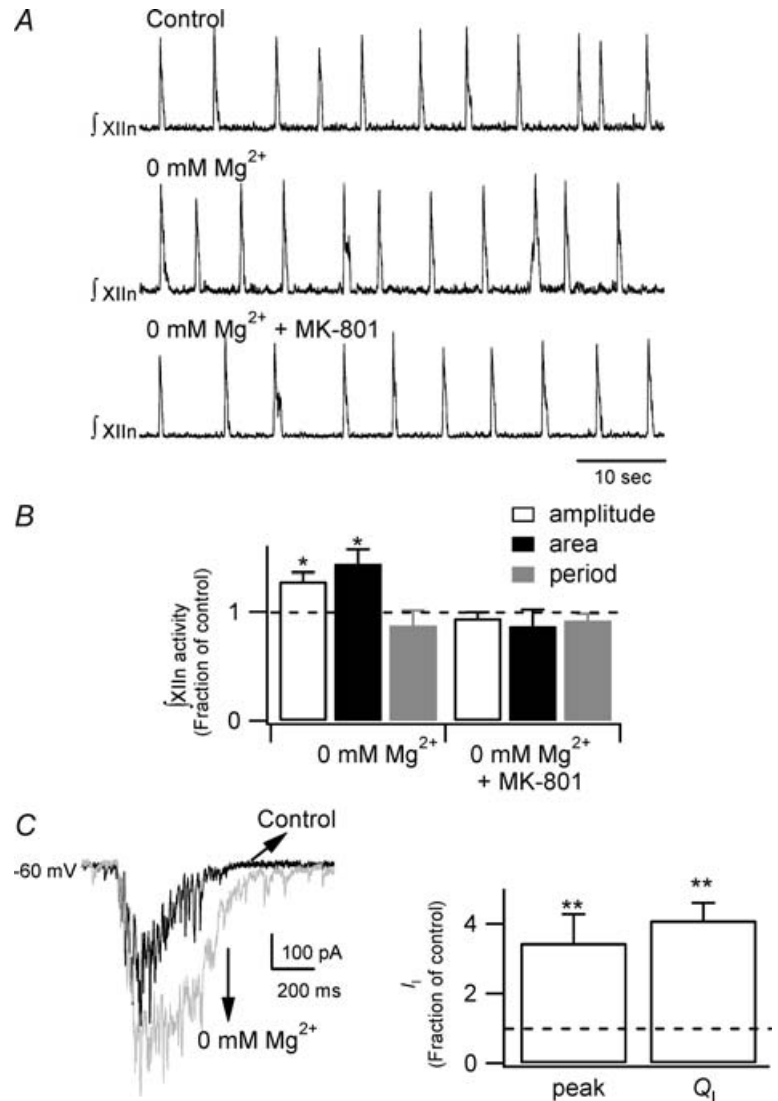 A
Control
∫XIIn
0 mM Mg²⁺
∫XIIn
0 mM Mg²⁺ + MK-801
∫XIIn
10 sec
B
amplitude
area
period
* *
∫XIIn activity
(Fraction of control)
1
0
0 mM Mg²⁺
0 mM Mg²⁺
+ MK-801
C
Control
-60 mV
100 pA
200 ms
0 mM Mg²⁺
** **
I_I
(Fraction of control)
4
2
0
peak
Q_I